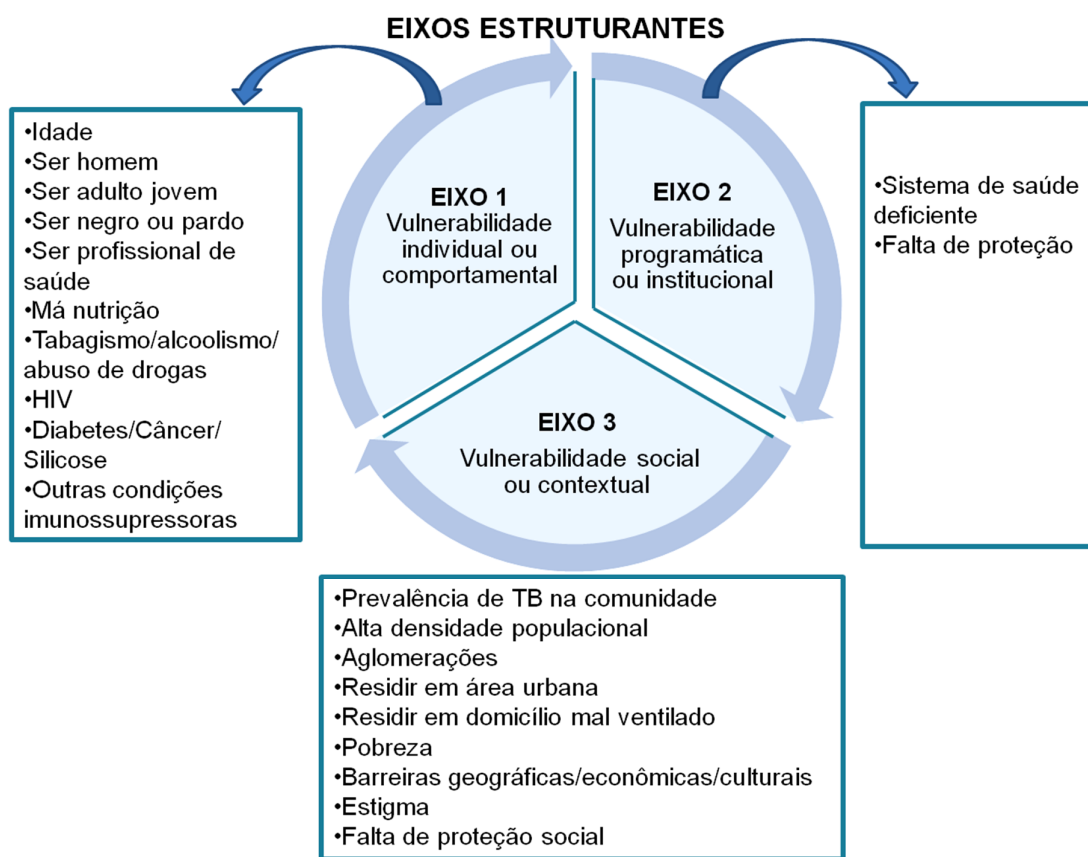 EIXOS ESTRUTURANTES
•Idade
•Ser homem
•Ser adulto jovem
•Ser negro ou pardo
•Ser profissional de
saúde
•Má nutrição
•Tabagismo/alcoolismo/
abuso de drogas
•HIV
•Diabetes/Câncer/
Silicose
•Outras condições
imunossupressoras
EIXO 1
Vulnerabilidade
individual ou
comportamental
EIXO 2
Vulnerabilidade
programática
ou institucional
•Sistema de saúde
deficiente
•Falta de proteção
EIXO 3
Vulnerabilidade social
ou contextual
•Prevalência de TB na comunidade
•Alta densidade populacional
•Aglomerações
•Residir em área urbana
•Residir em domicílio mal ventilado
•Pobreza
•Barreiras geográficas/econômicas/culturais
•Estigma
•Falta de proteção social